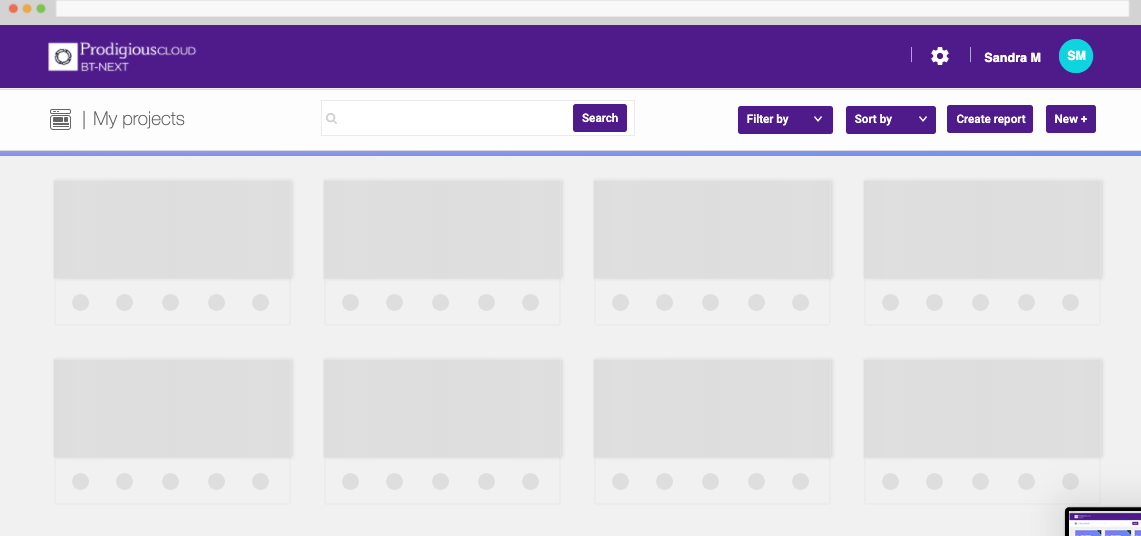 ProdigiousCLOUD
BT-NEXT
Sandra M
SM
| My projects
Search
Filter by
Sort by
Create report
New +